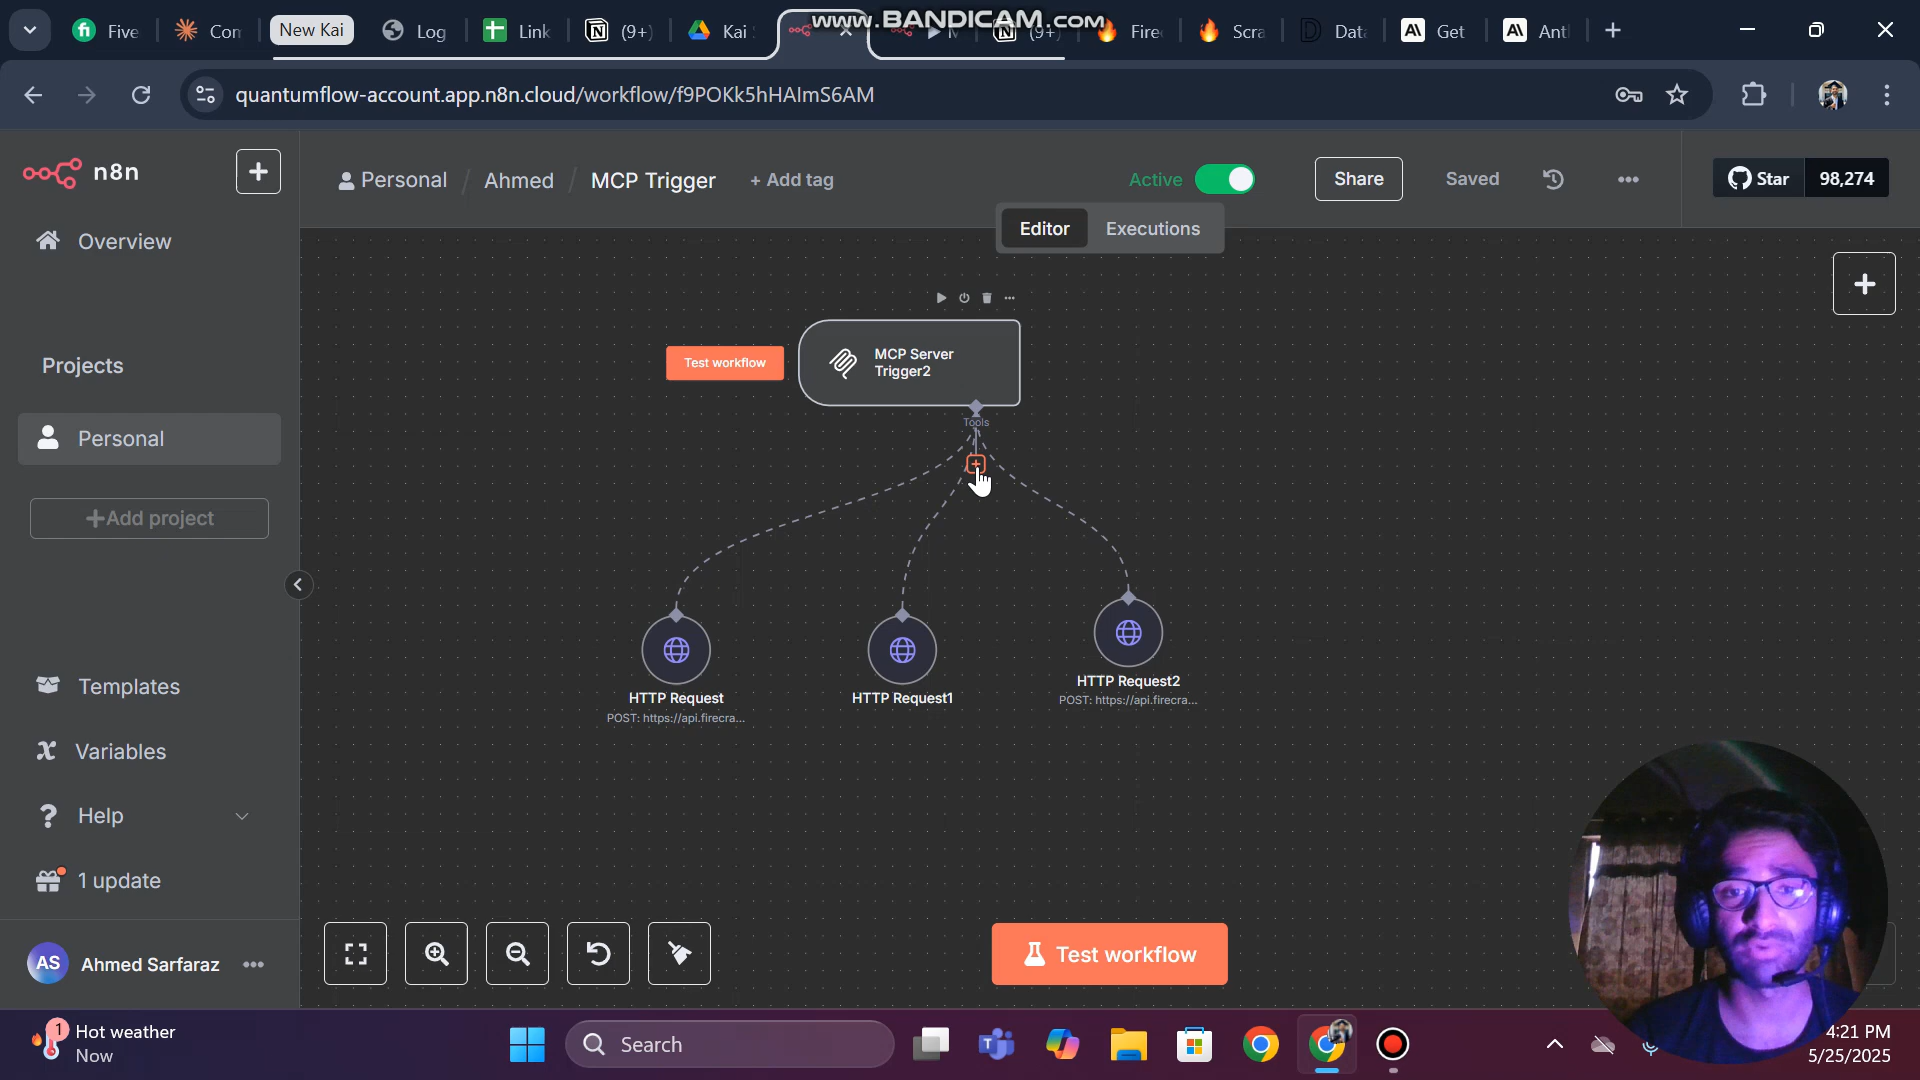 www.BANDICAM.com
Five
Con
New Kai
Log
Link
(9+)
Kai
(9+)
Fire
Scra
Data
Get
Ant
quantumflow-account.app.n8n.cloud/workflow/f9POKk5hHAImS6AM
n8n
Personal / Ahmed / MCP Trigger + Add tag
Active
Share
Saved
Star 98,274
Editor Executions
Overview
Projects
Personal
Add project
Templates
Variables
Help
1 update
AS Ahmed Sarfaraz
Test workflow
MCP Server
Trigger2
Tools
HTTP Request
POST: https://api.firecra...
HTTP Request1
HTTP Request2
POST: https://api.firecra...
Test workflow
1
Hot weather
Now
Search
4:21 PM
5/25/2025